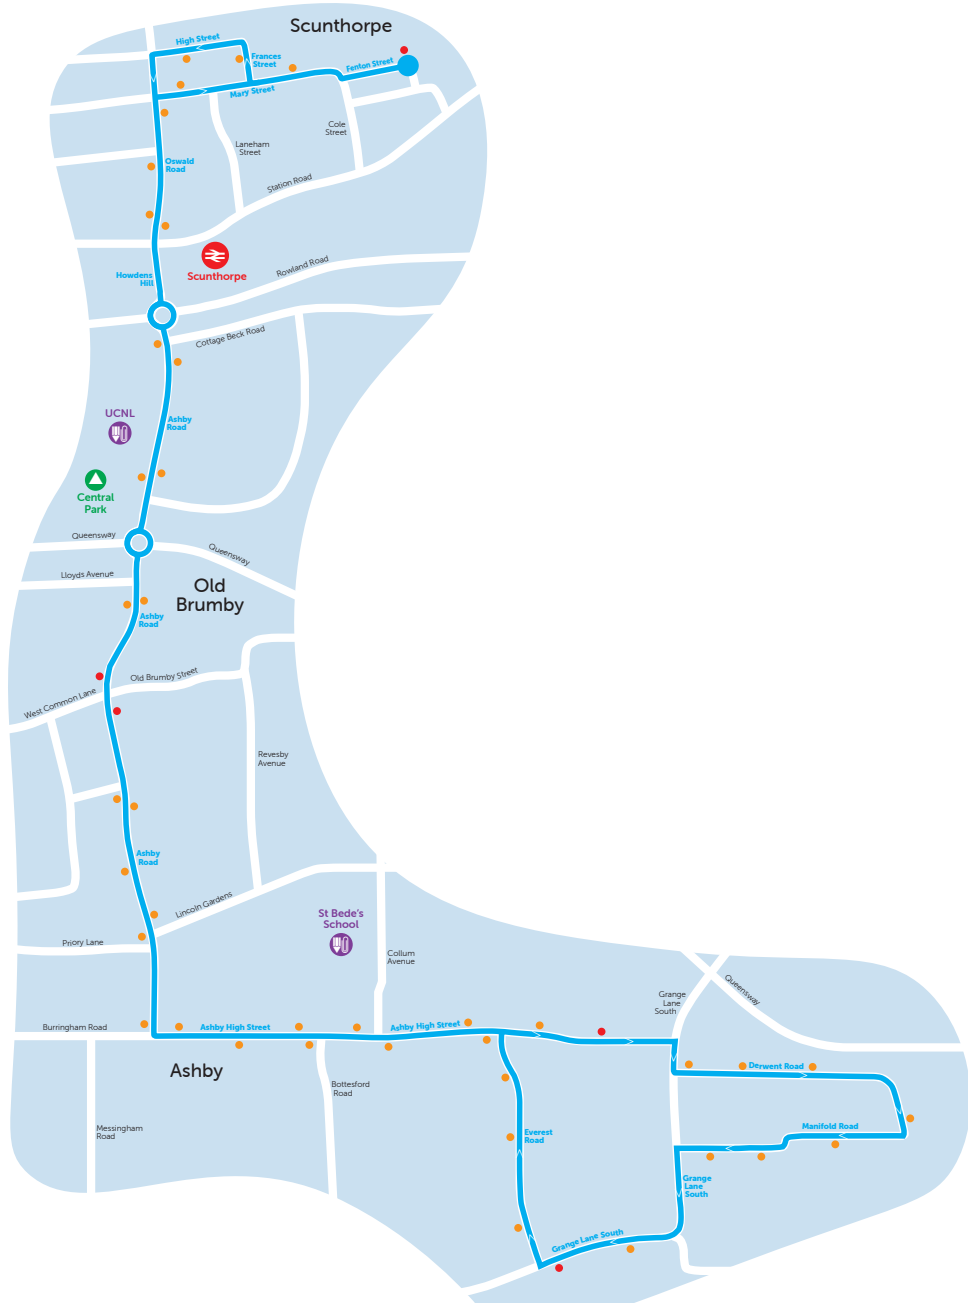 Scunthorpe
High Street
Frances
Street
Fenton Street
Mary Street
Cole
Street
Laneham
Street
Oswald
Road
Station Road
Howdens
Hill
Scunthorpe
Rowland Road
Cottage Beck Road
UCNL
Ashby
Road
Central
Park
Queensway
Queensway
Lloyds Avenue
Old
Brumby
Ashby
Road
Old Brumby Street
West Common Lane
Revesby
Avenue
Ashby
Road
Lincoln Gardens
St Bede's
School
Priory Lane
Collum
Avenue
Queensway
Grange
Lane
South
Burringham Road
Ashby High Street
Ashby High Street
Ashby
Derwent Road
Bottesford
Road
Messingham
Road
Everest
Road
Manifold Road
Grange
Lane
South
Grange Lane South